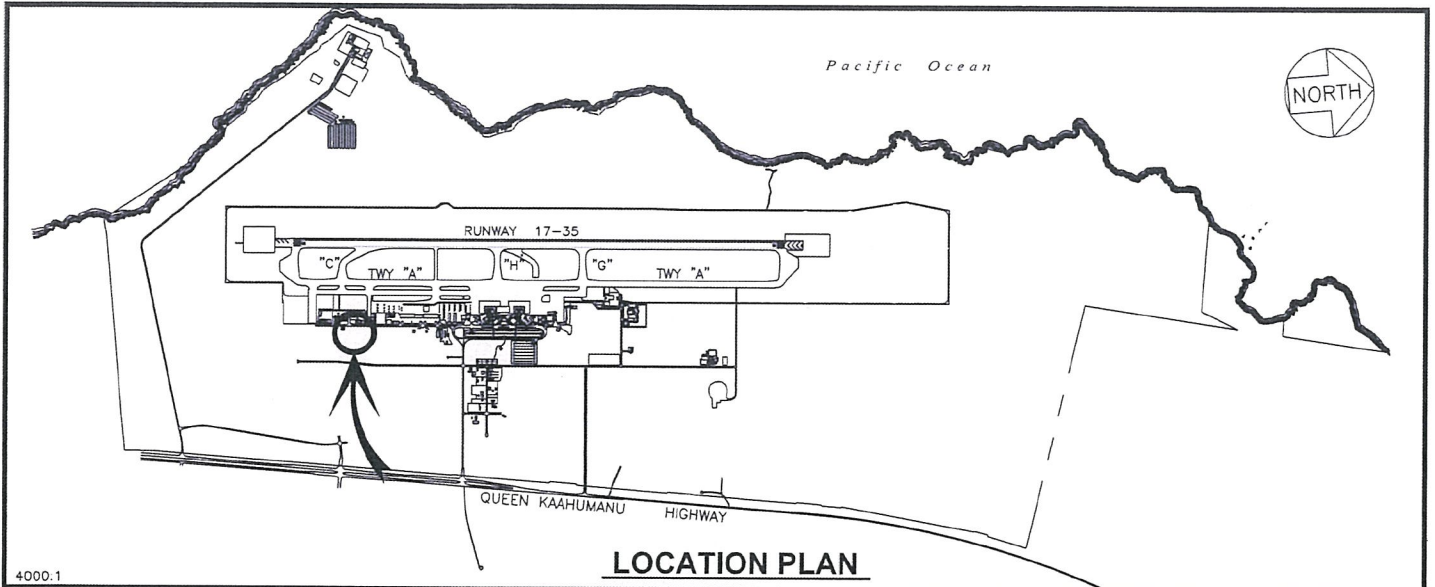 Pacific Ocean
NORTH
RUNWAY 17-35
"C"
TWY "A"
"H"
"G"
TWY "A"
QUEEN KAAHUMANU HIGHWAY
LOCATION PLAN
4000.1